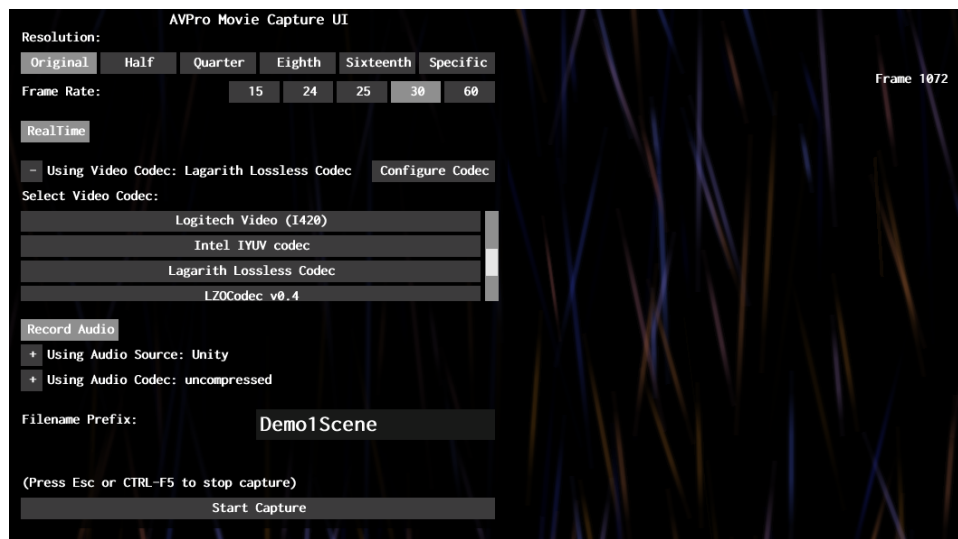 AVPro Movie Capture UI
Resolution:
Original Half Quarter Eighth Sixteenth Specific
Frame 1072
Frame Rate: 15 24 25 30 60
RealTime
- Using Video Codec: Lagarith Lossless Codec Configure Codec
Select Video Codec:
Logitech Video (I420)
Intel IYUV codec
Lagarith Lossless Codec
LZOCodec v0.4
Record Audio
+ Using Audio Source: Unity
+ Using Audio Codec: uncompressed
Filename Prefix: Demo1Scene
(Press Esc or CTRL-F5 to stop capture)
Start Capture